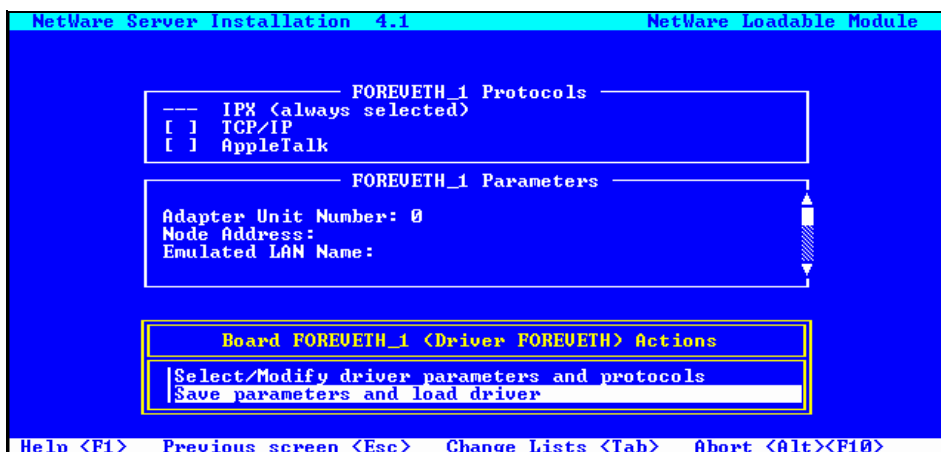 NetWare Server Installation 4.1 NetWare Loadable Module
FOREVETH_1 Protocols
--- IPX (always selected)
[ ] TCP/IP
[ ] AppleTalk
FOREVETH_1 Parameters
Adapter Unit Number: 0
Node Address:
Emulated LAN Name:
Board FOREVETH_1 (Driver FOREVETH) Actions
Select/Modify driver parameters and protocols
Save parameters and load driver
Help <F1> Previous screen <Esc> Change Lists <Tab> Abort <Alt><F10>